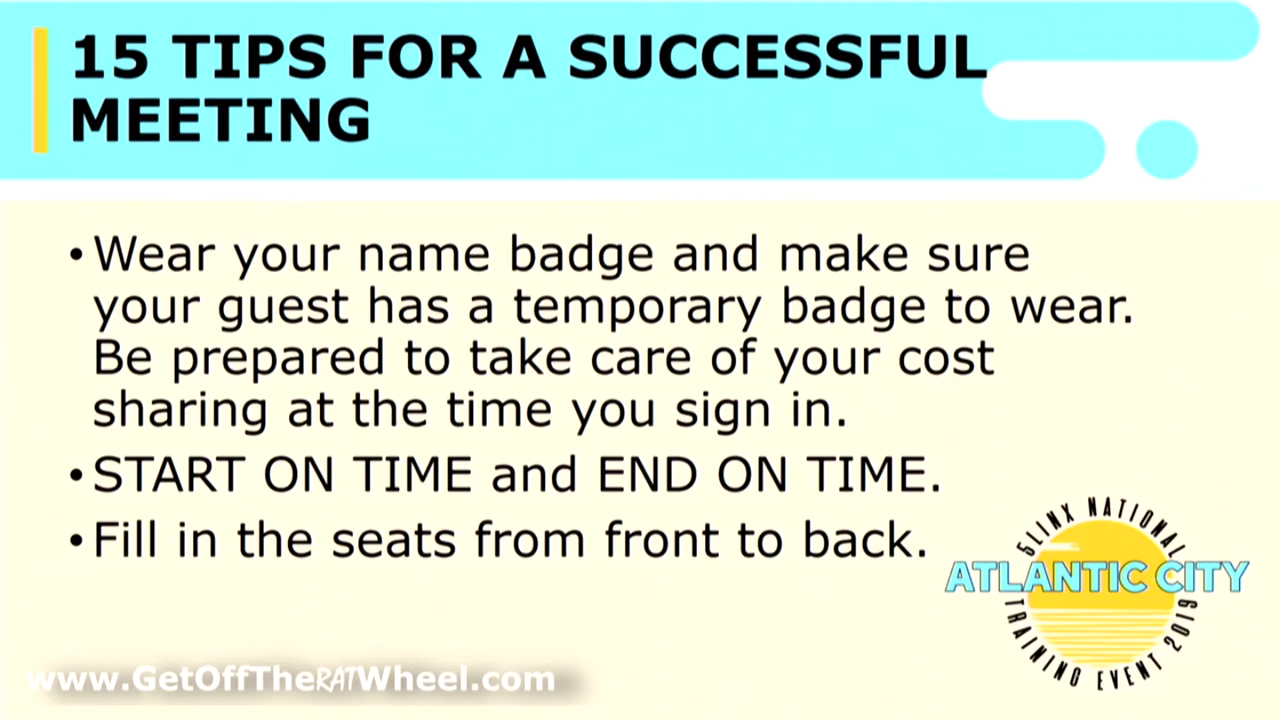 15 TIPS FOR A SUCCESSFUL
MEETING
•Wear your name badge and make sure
your guest has a temporary badge to wear.
Be prepared to take care of your cost
sharing at the time you sign in.
•START ON TIME and END ON TIME.
•Fill in the seats from front to back.
5LINX NATIONAL
ATLANTIC CITY
TRAINING EVENT 2019
www.GetOffTheRATWheel.com